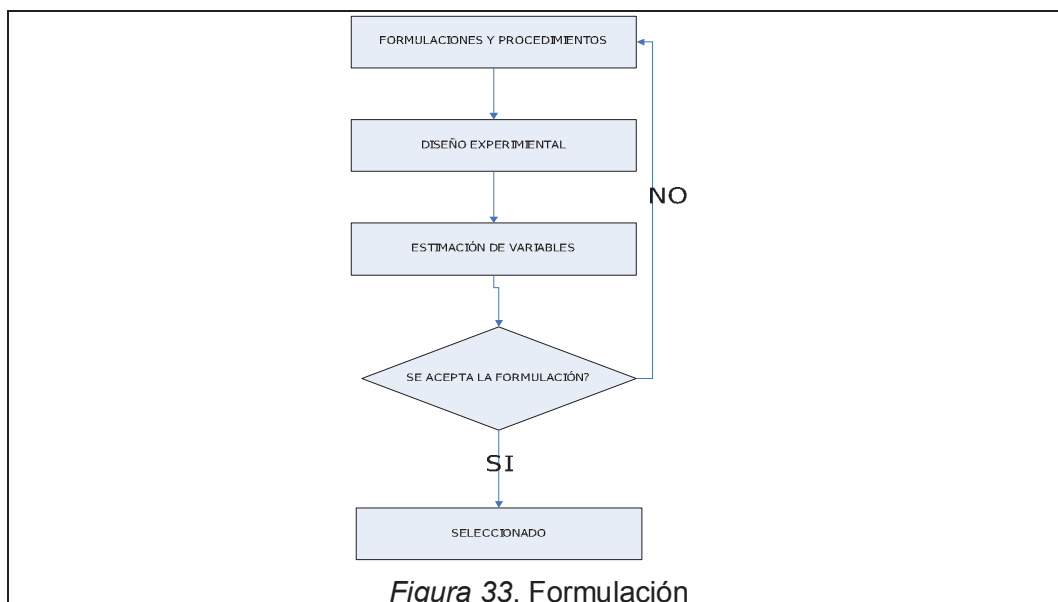 FORMULACIONES Y PROCEDIMIENTOS
DISEÑO EXPERIMENTAL
NO
ESTIMACIÓN DE VARIABLES
SE ACEPTA LA FORMULACIÓN?
SI
SELECCIONADO
Figura 33. Formulación